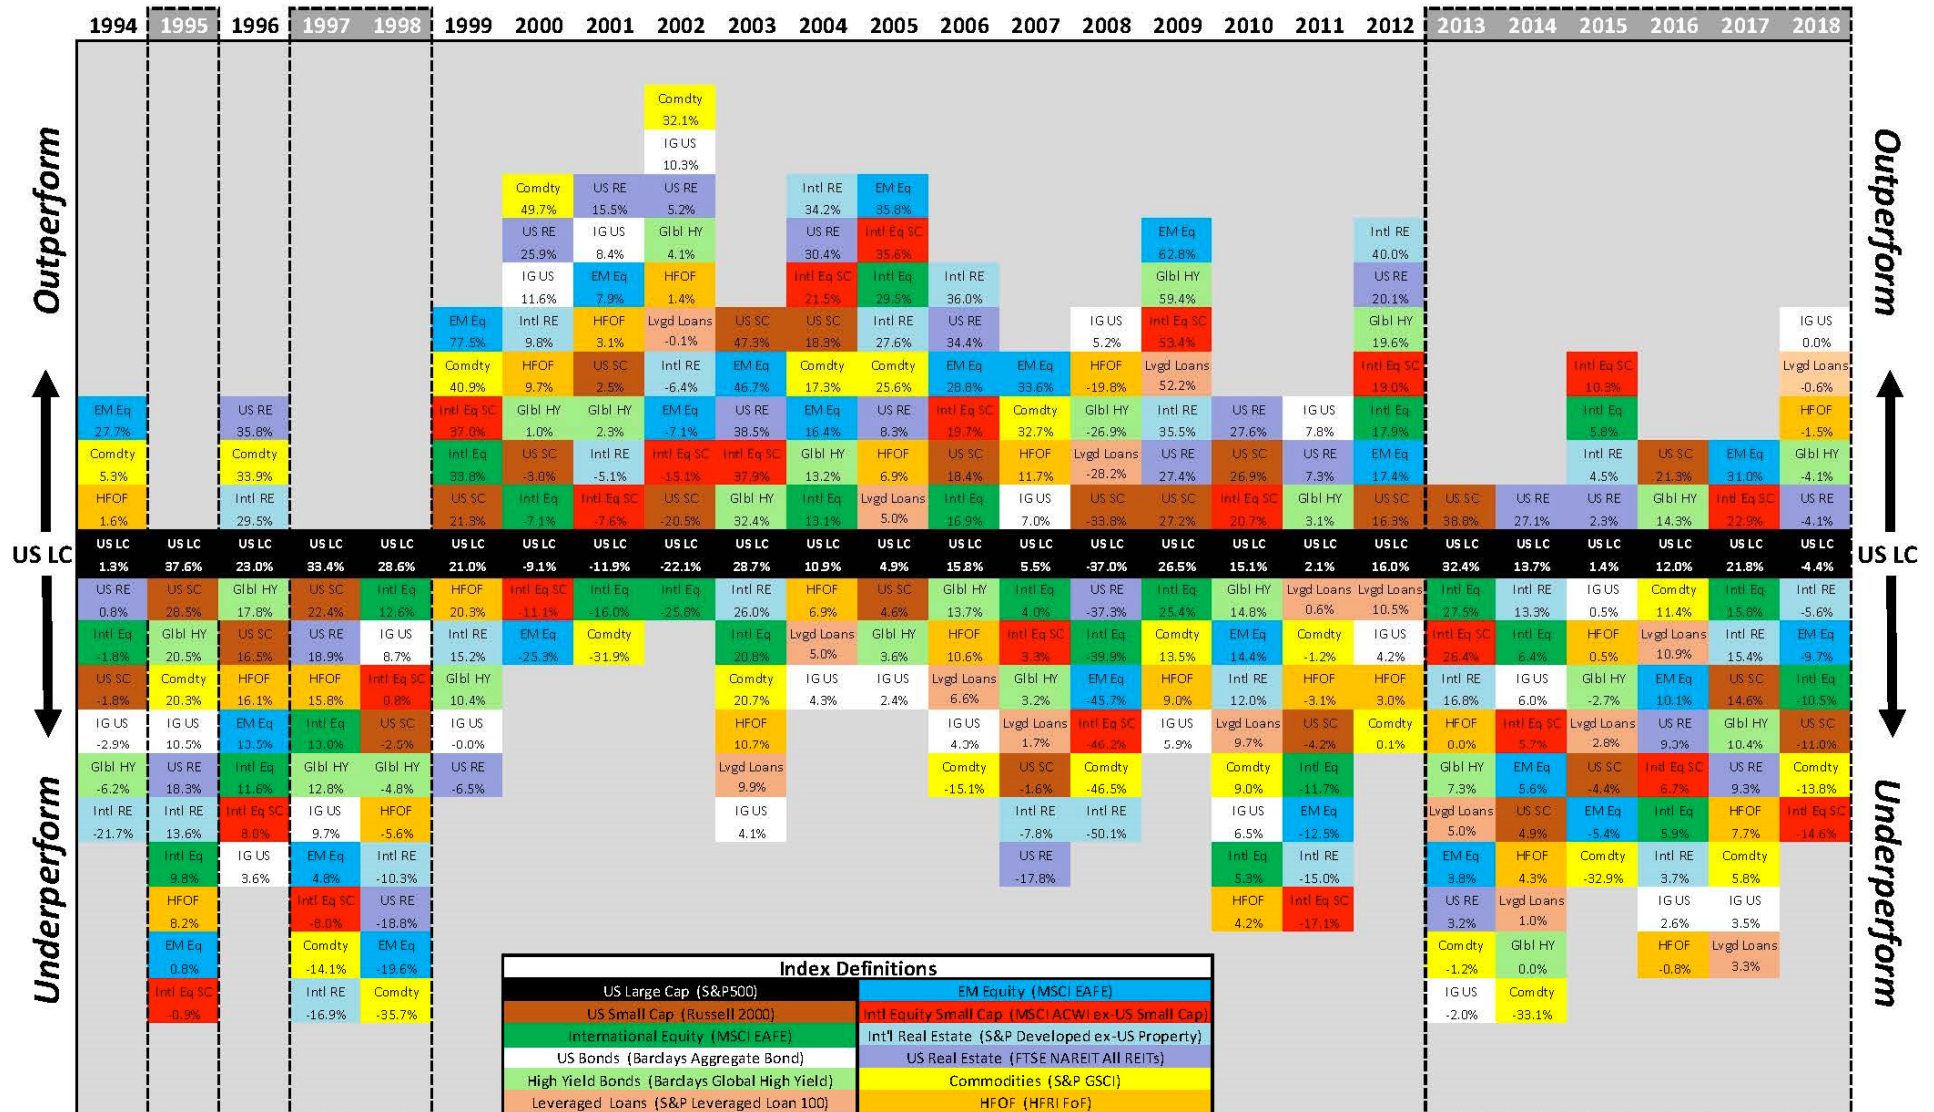 1994 1995 1996 1997 1998 1999 2000 2001 2002 2003 2004 2005 2006 2007 2008 2009 2010 2011 2012 2013 2014 2015 2016 2017 2018
Outperform
Outperform
Comdty
32.1%
IG US
10.3%
Comdty US RE US RE Intl RE EM Eq
49.7% 15.5% 5.2% 34.2% 35.8%
US RE IG US Glbl HY US RE Intl Eq SC EM Eq Intl RE
25.9% 8.4% 4.1% 30.4% 35.6% 62.8% 40.0%
IG US EM Eq HFOF Intl Eq SC Intl Eq Intl RE Glbl HY US RE
11.6% 7.9% 1.4% 21.5% 29.5% 36.0% 59.4% 20.1%
EM Eq Intl RE HFOF Lvgd Loans US SC US SC Intl RE US RE IG US Intl Eq SC Glbl HY IG US
77.5% 9.8% 3.1% -0.1% 47.3% 18.3% 27.6% 34.4% 5.2% 53.4% 19.6% 0.0%
Comdty HFOF US SC Intl RE EM Eq Comdty Comdty EM Eq EM Eq HFOF Lvgd Loans Intl Eq SC Intl Eq SC Lvgd Loans
40.9% 9.7% 2.5% -6.4% 46.7% 17.3% 25.6% 28.8% 33.6% -19.8% 52.2% 19.0% 10.3% -0.6%
EM Eq US RE Intl Eq SC Glbl HY Glbl HY EM Eq US RE EM Eq US RE Intl Eq SC Comdty Glbl HY Intl RE US RE IG US Intl Eq Intl Eq HFOF
27.7% 35.8% 37.0% 1.0% 2.3% -7.1% 38.5% 16.4% 8.3% 19.7% 32.7% -26.9% 35.5% 27.6% 7.8% 17.9% 5.8% -1.5%
Comdty Comdty Intl Eq US SC Intl RE Intl Eq SC Intl Eq SC Glbl HY HFOF US SC HFOF Lvgd Loans US RE US SC US RE EM Eq Intl RE US SC EM Eq Glbl HY
5.3% 33.9% 33.8% -3.0% -5.1% -15.1% 37.9% 13.2% 6.9% 18.4% 11.7% -28.2% 27.4% 26.9% 7.3% 17.4% 4.5% 21.3% 31.0% -4.1%
HFOF Intl RE US SC Intl Eq Intl Eq SC US SC Glbl HY Intl Eq Lvgd Loans Intl Eq IG US US SC US SC Intl Eq SC Glbl HY US SC US SC US RE US RE Glbl HY Intl Eq SC US RE
1.6% 29.5% 21.3% -7.1% -7.6% -20.5% 32.4% 13.1% 5.0% 16.9% 7.0% -33.8% 27.2% 20.7% 3.1% 16.3% 38.8% 27.1% 2.3% 14.3% 22.9% -4.1%
US LC US LC US LC US LC US LC US LC US LC US LC US LC US LC US LC US LC US LC US LC US LC US LC US LC US LC US LC US LC US LC US LC US LC US LC US LC US LC US LC
1.3% 37.6% 23.0% 33.4% 28.6% 21.0% -9.1% -11.9% -22.1% 28.7% 10.9% 4.9% 15.8% 5.5% -37.0% 26.5% 15.1% 2.1% 16.0% 32.4% 13.7% 1.4% 12.0% 21.8% -4.4%
US RE US SC Glbl HY US SC Intl Eq HFOF Intl Eq SC Intl Eq Intl Eq Intl RE HFOF US SC Glbl HY Intl Eq US RE Intl Eq Glbl HY Lvgd Loans Lvgd Loans Intl Eq Intl RE IG US Comdty Intl Eq Intl RE
0.8% 28.5% 17.8% 22.4% 12.6% 20.3% -11.1% -16.0% -25.8% 26.0% 6.9% 4.6% 13.7% 4.0% -37.3% 25.4% 14.8% 0.6% 10.5% 27.5% 13.3% 0.5% 11.4% 15.8% -5.6%
Intl Eq Glbl HY US SC US RE IG US Intl RE EM Eq Comdty Intl Eq Lvgd Loans Glbl HY HFOF Intl Eq SC Intl Eq Comdty EM Eq Comdty IG US Intl Eq SC Intl Eq HFOF Lvgd Loans Intl RE EM Eq
-1.8% 20.5% 16.5% 18.9% 8.7% 15.2% -25.3% -31.9% 20.8% 5.0% 3.6% 10.6% 3.3% -39.9% 13.5% 14.4% -1.2% 4.2% 26.4% 6.4% 0.5% 10.9% 15.4% -9.7%
US SC Comdty HFOF HFOF Intl Eq SC Glbl HY Comdty IG US IG US Lvgd Loans Glbl HY EM Eq HFOF Intl RE HFOF HFOF Intl RE IG US Glbl HY EM Eq US SC Intl Eq
-1.8% 20.3% 16.1% 15.8% 0.8% 10.4% 20.7% 4.3% 2.4% 6.6% 3.2% -45.7% 9.0% 12.0% -3.1% 3.0% 16.8% 6.0% -2.7% 10.1% 14.6% -10.5%
IG US IG US EM Eq Intl Eq US SC IG US HFOF IG US Lvgd Loans Intl Eq SC IG US Lvgd Loans US SC Comdty HFOF Intl Eq SC Lvgd Loans US RE Glbl HY US SC
-2.9% 10.5% 13.5% 13.0% -2.5% -0.0% 10.7% 4.3% 1.7% -46.2% 5.9% 9.7% -4.2% 0.1% 0.0% 5.7% 2.8% 9.3% 10.4% -11.0%
Glbl HY US RE Intl Eq Glbl HY Glbl HY US RE Lvgd Loans Comdty US SC Comdty Comdty Intl Eq Glbl HY EM Eq US SC Intl Eq SC US RE Comdty
-6.2% 18.3% 11.6% 12.8% -4.8% -6.5% 9.9% -15.1% -1.6% -46.5% 9.0% -11.7% 7.3% 5.6% -4.4% 6.7% 9.3% -13.8%
Intl RE Intl RE Intl Eq SC IG US HFOF IG US Intl RE Intl RE IG US EM Eq Lvgd Loans US SC EM Eq Intl Eq HFOF Intl Eq SC
-21.7% 13.6% 8.0% 9.7% -5.6% 4.1% -7.8% -50.1% 6.5% -12.5% 5.0% 4.9% -5.4% 5.9% 7.7% -14.6%
Intl Eq IG US EM Eq Intl RE US RE Intl Eq Intl RE EM Eq HFOF Comdty Intl RE Comdty
9.8% 3.6% 4.8% -10.3% -17.8% 5.3% -15.0% 3.8% 4.3% -32.9% 3.7% 5.8%
HFOF Intl Eq SC US RE HFOF Intl Eq SC US RE Lvgd Loans IG US IG US
8.2% -8.0% -18.8% 4.2% -17.1% 3.2% 1.0% 2.6% 3.5%
EM Eq Comdty EM Eq Comdty Glbl HY HFOF Lvgd Loans
0.8% -14.1% -19.6% -1.2% 0.0% -0.8% 3.3%
Intl Eq SC Intl RE Comdty IG US Comdty
-0.9% -16.9% -35.7% -2.0% -33.1%
Underperform
Underperform
Index Definitions
US Large Cap (S&P500) EM Equity (MSCI EAFE)
US Small Cap (Russell 2000) Intl Equity Small Cap (MSCI ACWI ex-US Small Cap)
International Equity (MSCI EAFE) Int'l Real Estate (S&P Developed ex-US Property)
US Bonds (Barclays Aggregate Bond) US Real Estate (FTSE NAREIT All REITs)
High Yield Bonds (Barclays Global High Yield) Commodities (S&P GSCI)
Leveraged Loans (S&P Leveraged Loan 100) HFOF (HFRI FoF)